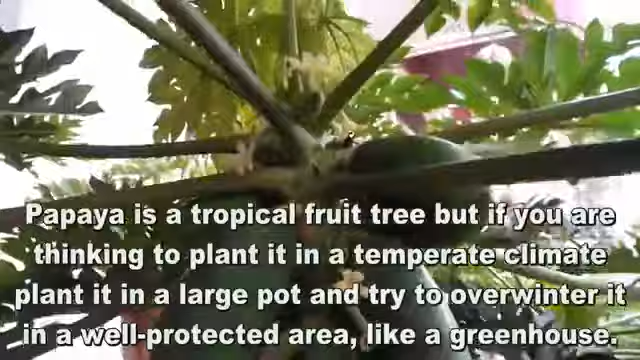 Papaya is a tropical fruit tree but if you are
thinking to plant it in a temperate climate
plant it in a large pot and try to overwinter it
in a well-protected area, like a greenhouse.